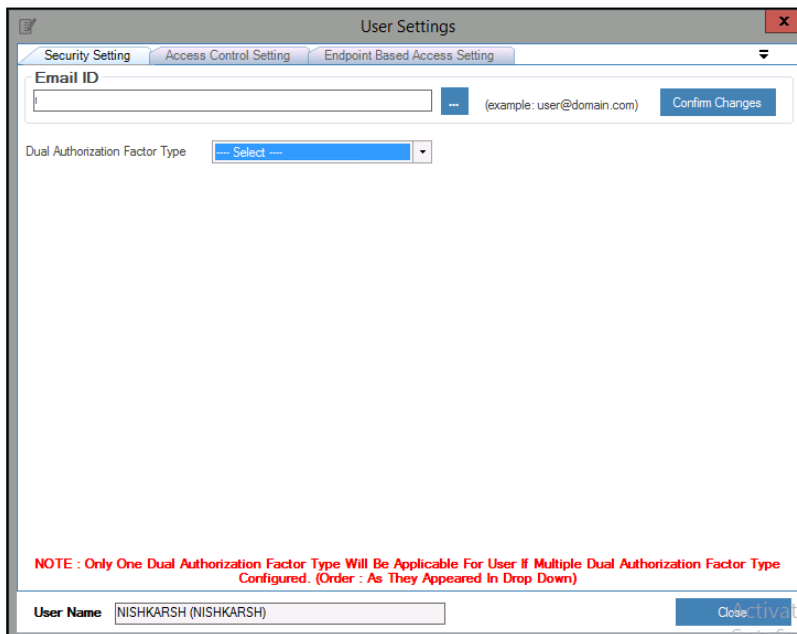 User Settings
x
Security Setting Access Control Setting Endpoint Based Access Setting
Email ID
... (example: user@domain.com) Confirm Changes
Dual Authorization Factor Type ---- Select ----
NOTE : Only One Dual Authorization Factor Type Will Be Applicable For User If Multiple Dual Authorization Factor Type
Configured. (Order : As They Appeared In Drop Down)
User Name NISHKARSH (NISHKARSH) Close
Activat